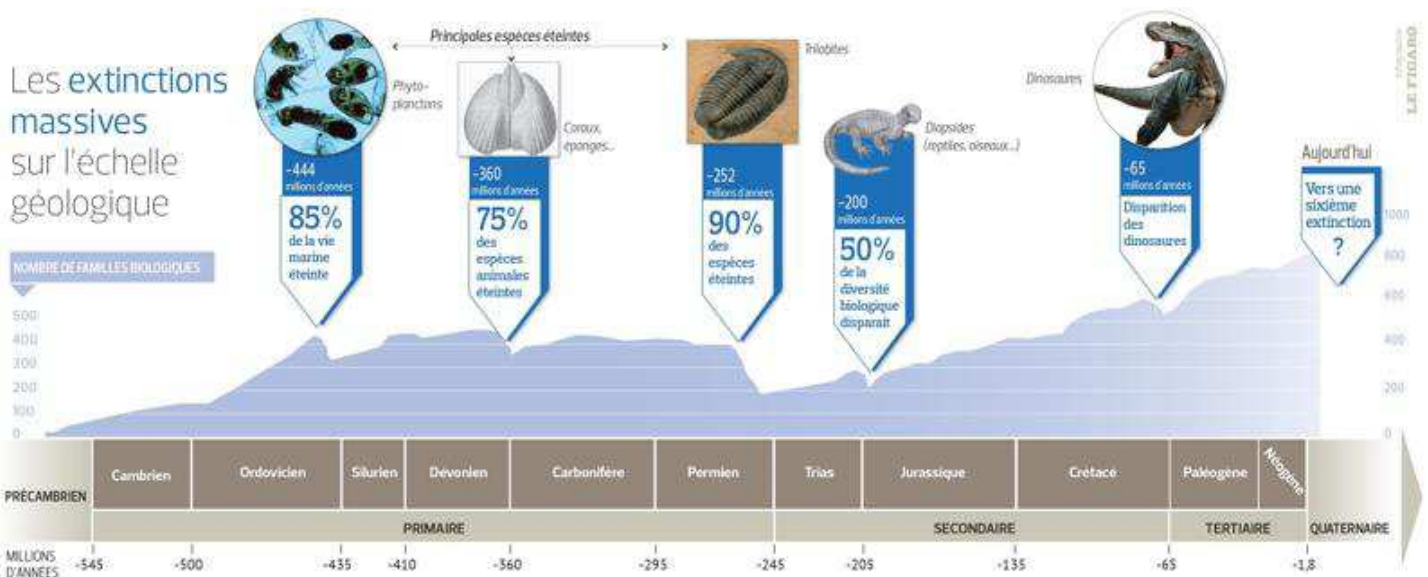 Les extinctions
massives
sur l'échelle
géologique
NOMBRE DE FAMILLES BIOLOGIQUES
Principales espèces éteintes
Phyto-
planctons
-444
millions d'années
85%
de la vie
marine
éteinte
Coraux,
éponges...
-360
millions d'années
75%
des
espèces
animales
éteintes
Trilobites
-252
millions d'années
90%
des
espèces
éteintes
Diapsides
(reptiles, oiseaux...)
-200
millions d'années
50%
de la
diversité
biologique
disparait
Dinosaures
-65
millions d'années
Disparition
des
dinosaures
Aujourd'hui
Vers une
sixième
extinction
?
LE FIGARO
500
400
300
200
100
0
1000
800
600
400
200
0
PRÉCAMBRIEN
Cambrien
Ordovicien
Silurien
Dévonien
Carbonifère
Permien
Trias
Jurassique
Crétacé
Paléogène
Néogène
PRIMAIRE
SECONDAIRE
TERTIAIRE
QUATERNAIRE
MILLIONS
D'ANNÉES
-545
-500
-435
-410
-360
-295
-245
-205
-135
-65
-1,8